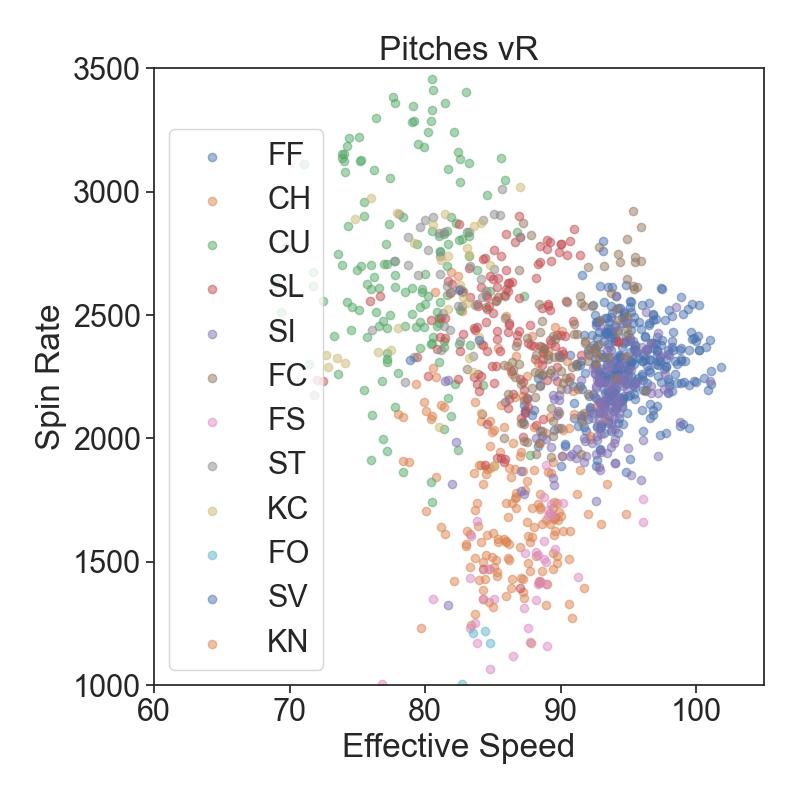 Pitches vR
3500
3000
2500
2000
1500
1000
Spin Rate
FF
CH
CU
SL
SI
FC
FS
ST
KC
FO
SV
KN
60
70
80
90
100
Effective Speed